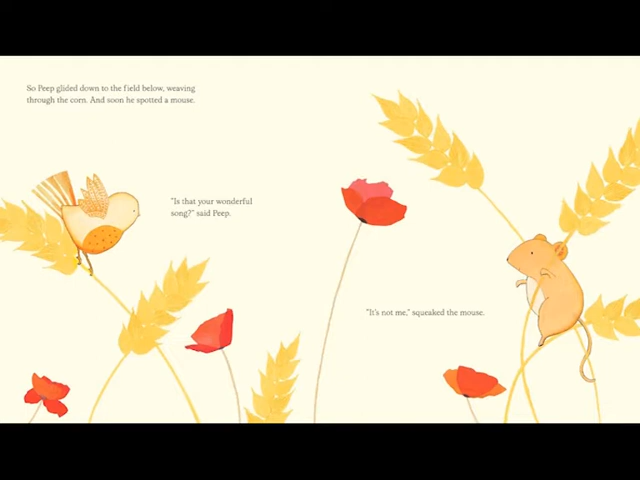 So Peep glided down to the field below, weaving
through the corn. And soon he spotted a mouse.
"Is that your wonderful
song?" said Peep.
"It's not me," squeaked the mouse.